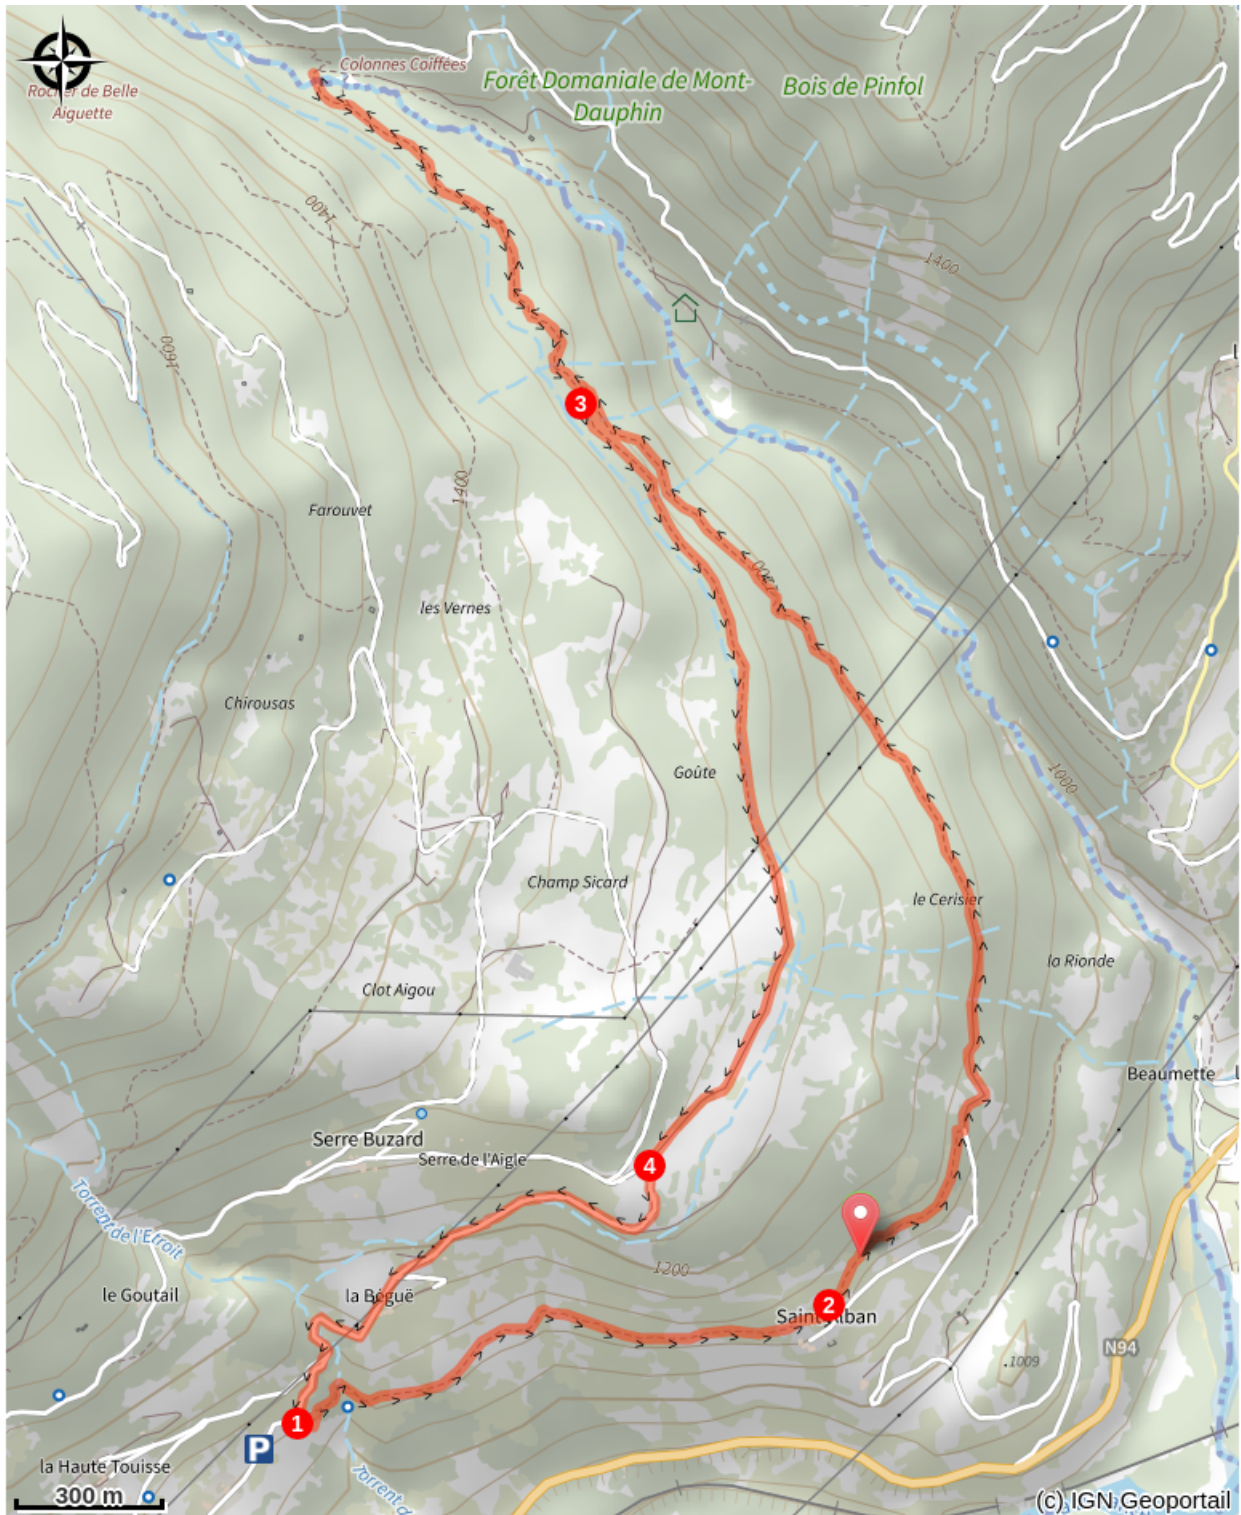 Colonnes Coiffées
Rocher de Belle
Aiguette
Forêt Domaniale de Mont-
Dauphin
Bois de Pinfol
1400
1400
1600
3
1400
Farouvet
les Vernes
Chirousas
Goûte
1000
Champ Sicard
le Cerisier
la Rionde
Clot Aigou
Beaumette
Serre Buzard
Serre de l'Aigle
4
Torrent de l'Etroit
1200
le Goutail
la Béguë
2
Saint-Alban
N94
.1009
1
P
la Haute Touisse
300 m
Torrent d
(c) IGN Geoportail